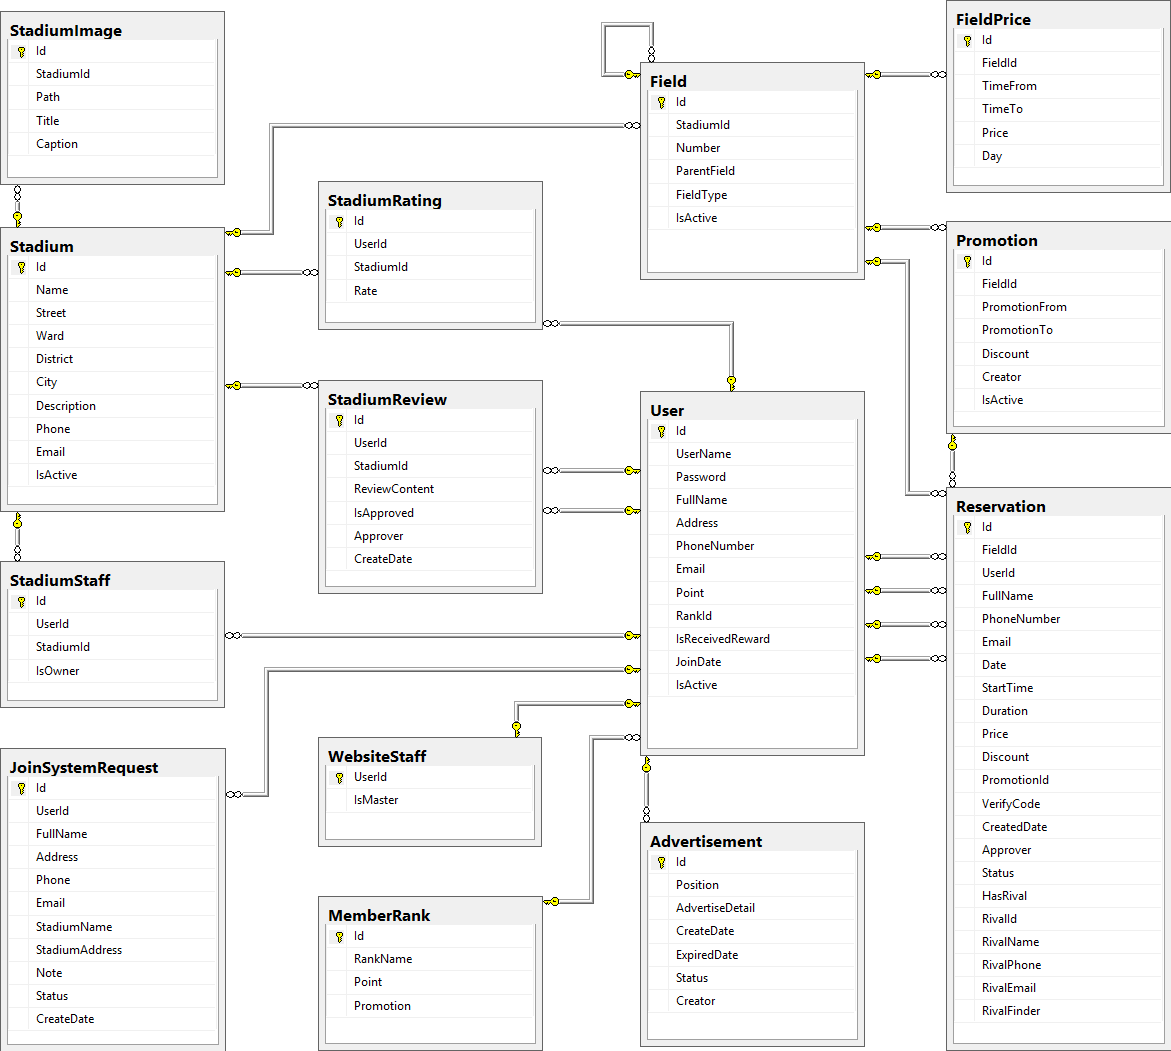 StadiumImage
Id
StadiumId
Path
Title
Caption
Stadium
Id
Name
Street
Ward
District
City
Description
Phone
Email
IsActive
StadiumStaff
Id
UserId
StadiumId
IsOwner
JoinSystemRequest
Id
UserId
FullName
Address
Phone
Email
StadiumName
StadiumAddress
Note
Status
CreateDate
StadiumRating
Id
UserId
StadiumId
Rate
StadiumReview
Id
UserId
StadiumId
ReviewContent
IsApproved
Approver
CreateDate
WebsiteStaff
UserId
IsMaster
MemberRank
Id
RankName
Point
Promotion
Field
Id
StadiumId
Number
ParentField
FieldType
IsActive
User
Id
UserName
Password
FullName
Address
PhoneNumber
Email
Point
RankId
IsReceivedReward
JoinDate
IsActive
Advertisement
Id
Position
AdvertiseDetail
CreateDate
ExpiredDate
Status
Creator
FieldPrice
Id
FieldId
TimeFrom
TimeTo
Price
Day
Promotion
Id
FieldId
PromotionFrom
PromotionTo
Discount
Creator
IsActive
Reservation
Id
FieldId
UserId
FullName
PhoneNumber
Email
Date
StartTime
Duration
Price
Discount
PromotionId
VerifyCode
CreatedDate
Approver
Status
HasRival
RivalId
RivalName
RivalPhone
RivalEmail
RivalFinder